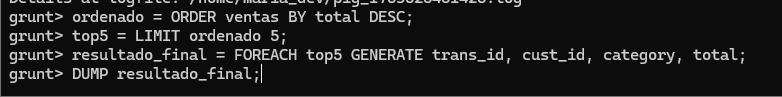 grunt> ordenado = ORDER ventas BY total DESC;
grunt> top5 = LIMIT ordenado 5;
grunt> resultado_final = FOREACH top5 GENERATE trans_id, cust_id, category, total;
grunt> DUMP resultado_final;